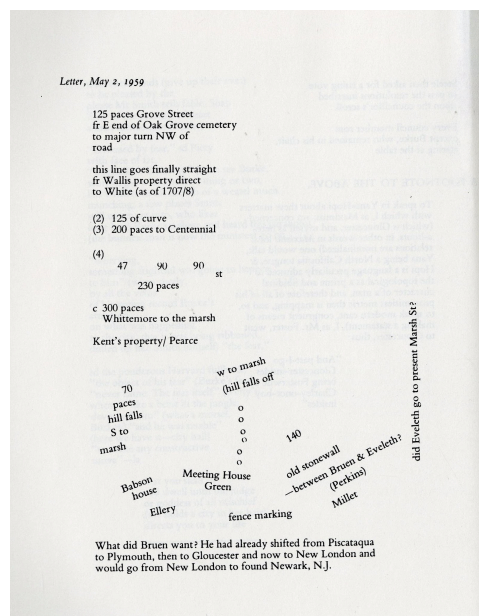 Letter, May 2, 1959
125 paces Grove Street
fr E end of Oak Grove cemetery
to major turn NW of
road
this line goes finally straight
fr Wallis property direct
to White (as of 1707/8)
(2) 125 of curve
(3) 200 paces to Centennial
(4)
47 90 90
st
230 paces
c 300 paces
Whittemore to the marsh
Kent's property/ Pearce
w to marsh
(hill falls off
70
paces
hill falls
S to
marsh
o
o
o
o
o
o
140
old stonewall
—between Bruen & Eveleth?
(Perkins)
Millet
did Eveleth go to present Marsh St?
Babson
house
Meeting House
Green
Ellery
fence marking
What did Bruen want? He had already shifted from Piscataqua
to Plymouth, then to Gloucester and now to New London and
would go from New London to found Newark, N.J.